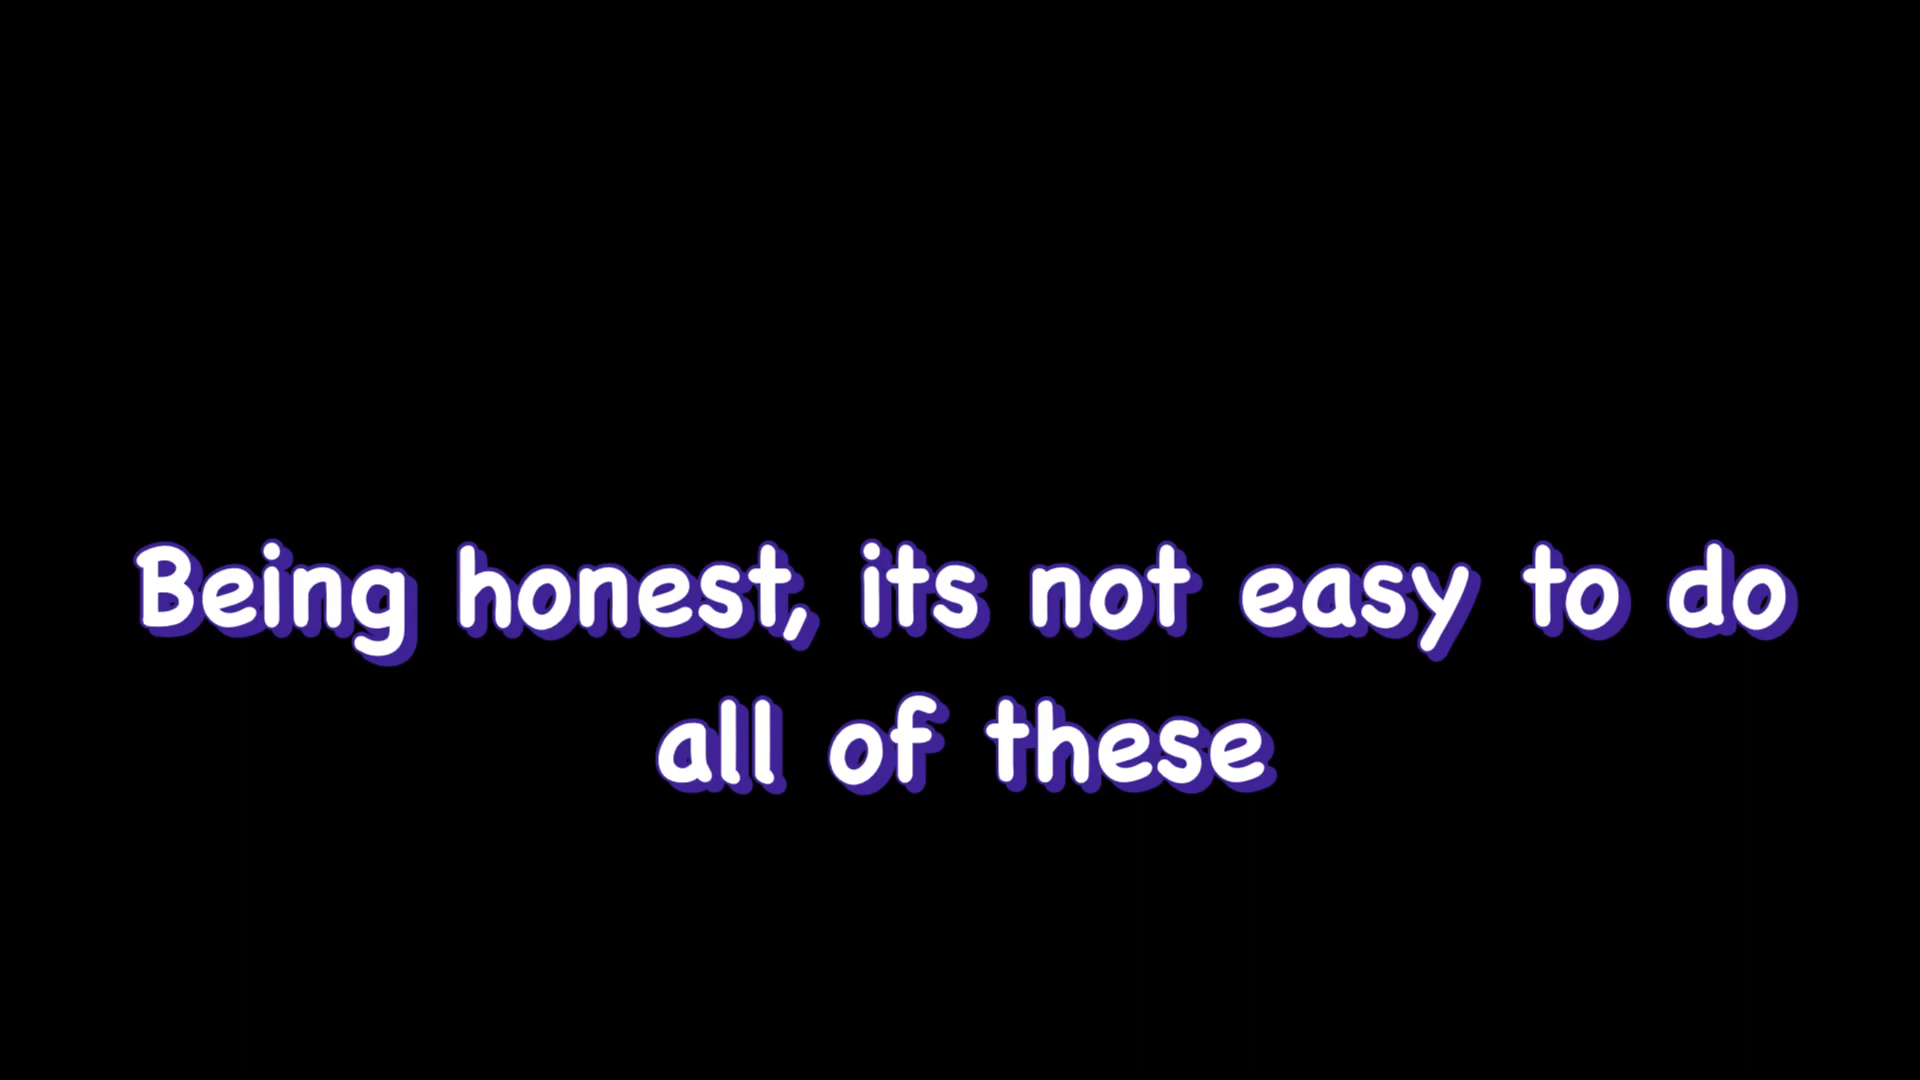 Being honest, its not easy to do
all of these